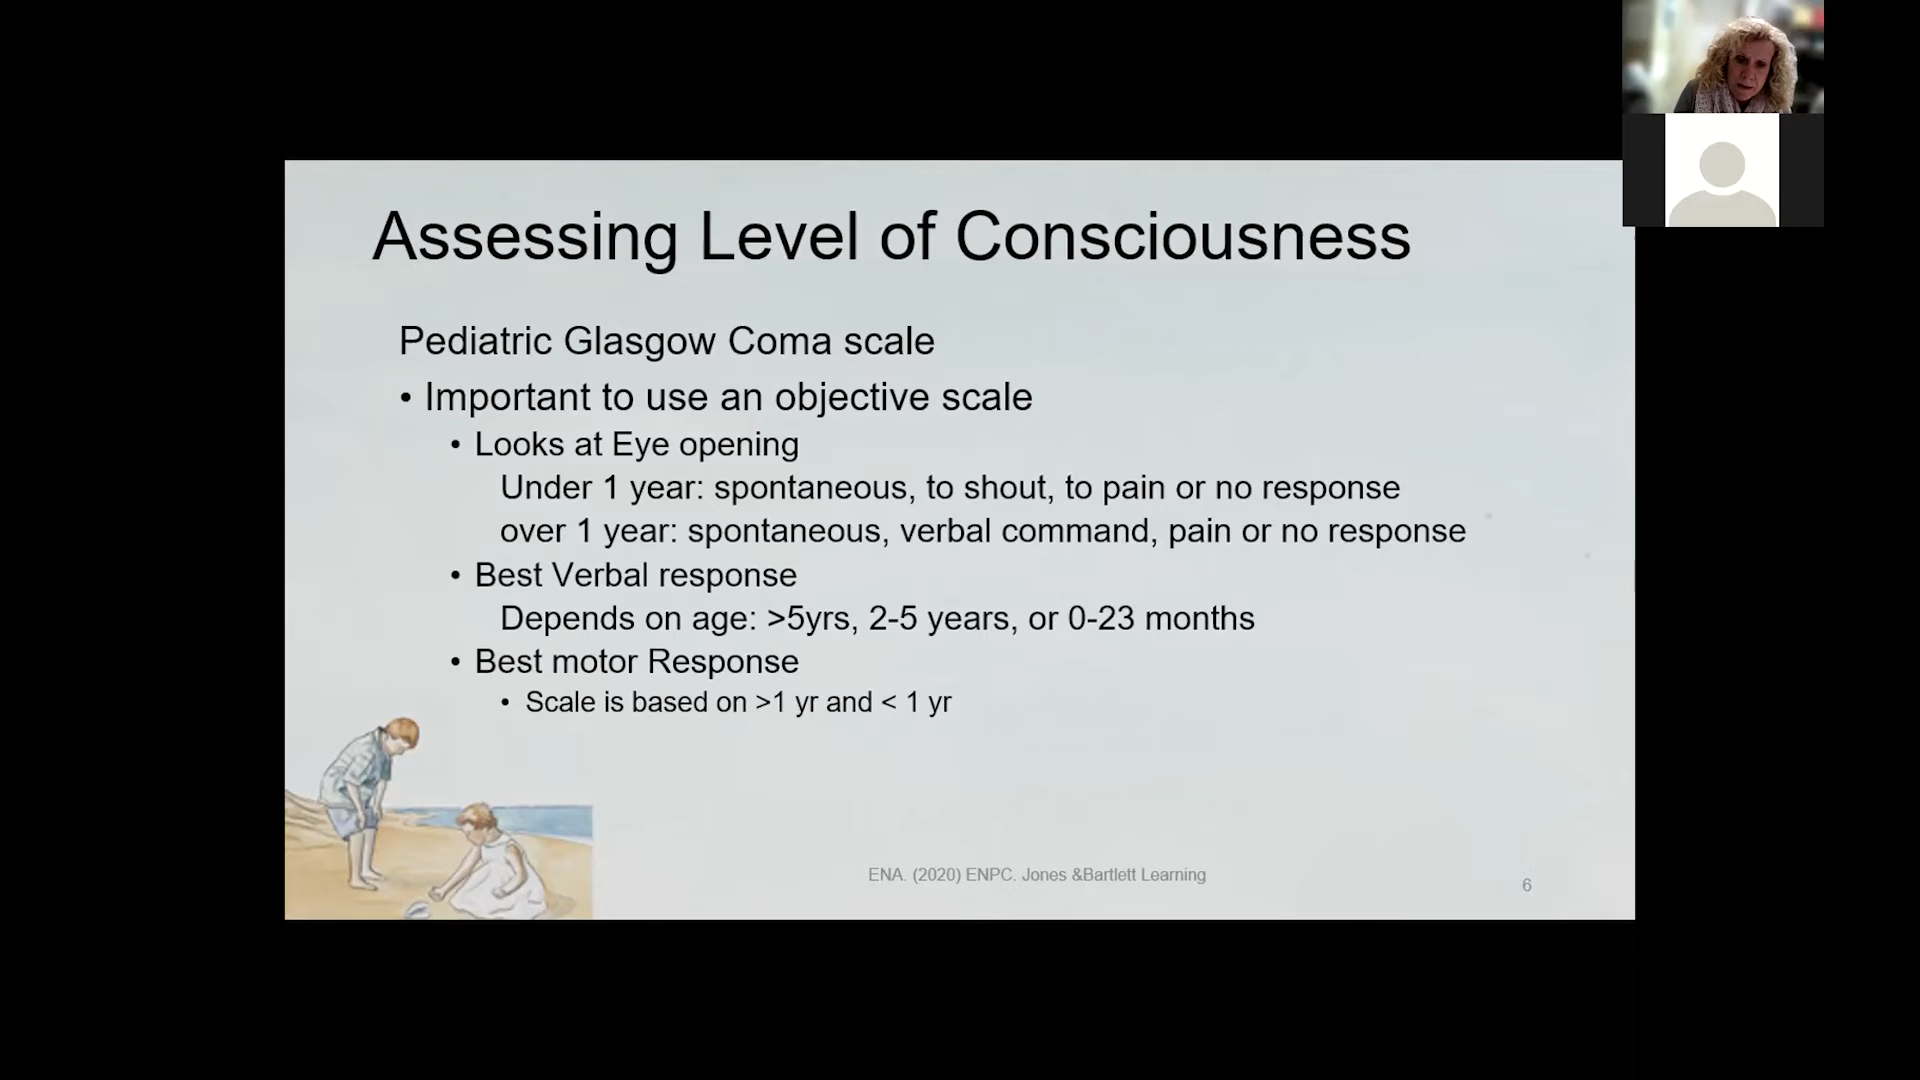 Assessing Level of Consciousness
Pediatric Glasgow Coma scale
• Important to use an objective scale
• Looks at Eye opening
Under 1 year: spontaneous, to shout, to pain or no response
over 1 year: spontaneous, verbal command, pain or no response
• Best Verbal response
Depends on age: >5yrs, 2-5 years, or 0-23 months
• Best motor Response
• Scale is based on >1 yr and < 1 yr
ENA. (2020) ENPC. Jones &Bartlett Learning
6